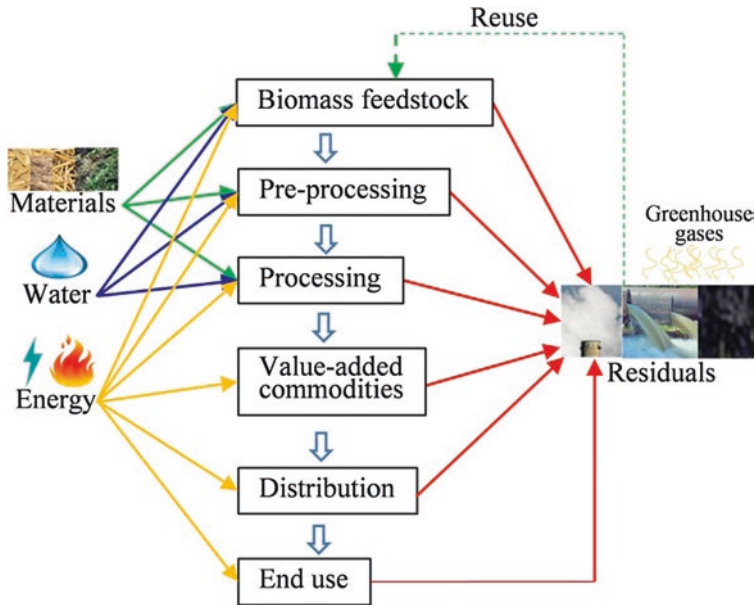 Reuse
Biomass feedstock
Materials
Pre-processing
Greenhouse
gases
Water
Processing
Residuals
Energy
Value-added
commodities
Distribution
End use